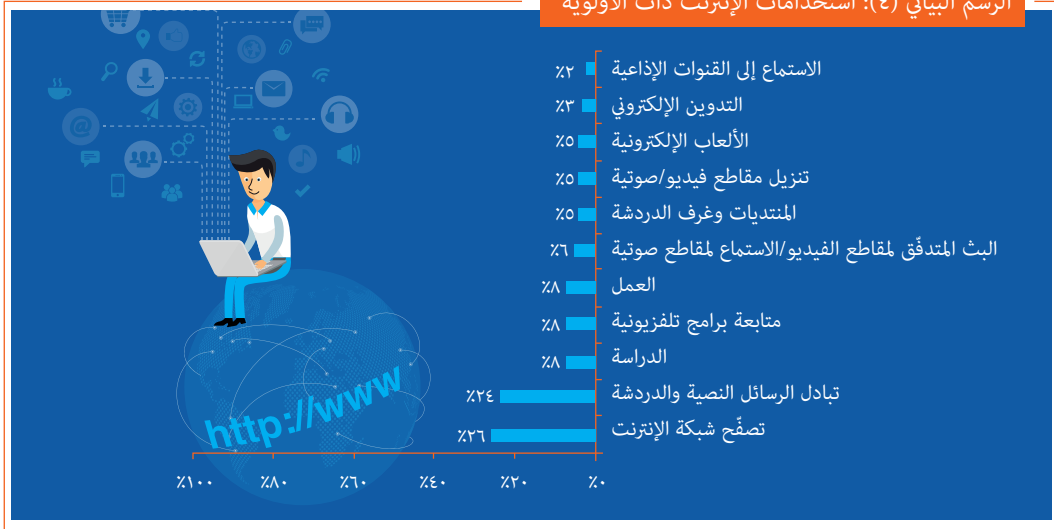 الرسم البياني (٤): استخدامات الإنترنت ذات الأولوية
الاستماع إلى القنوات الإذاعية ٪٢
التدوين الإلكتروني ٪٣
الألعاب الإلكترونية ٪٥
تنزيل مقاطع فيديو/صوتية ٪٥
المنتديات وغرف الدردشة ٪٥
البث المتدفّق لمقاطع الفيديو/الاستماع لمقاطع صوتية ٪٦
العمل ٪٨
متابعة برامج تلفزيونية ٪٨
الدراسة ٪٨
تبادل الرسائل النصية والدردشة ٪٢٤
تصفّح شبكة الإنترنت ٪٢٦
٪٠ ٪٢٠ ٪٤٠ ٪٦٠ ٪٨٠ ٪١٠٠
http://www
@